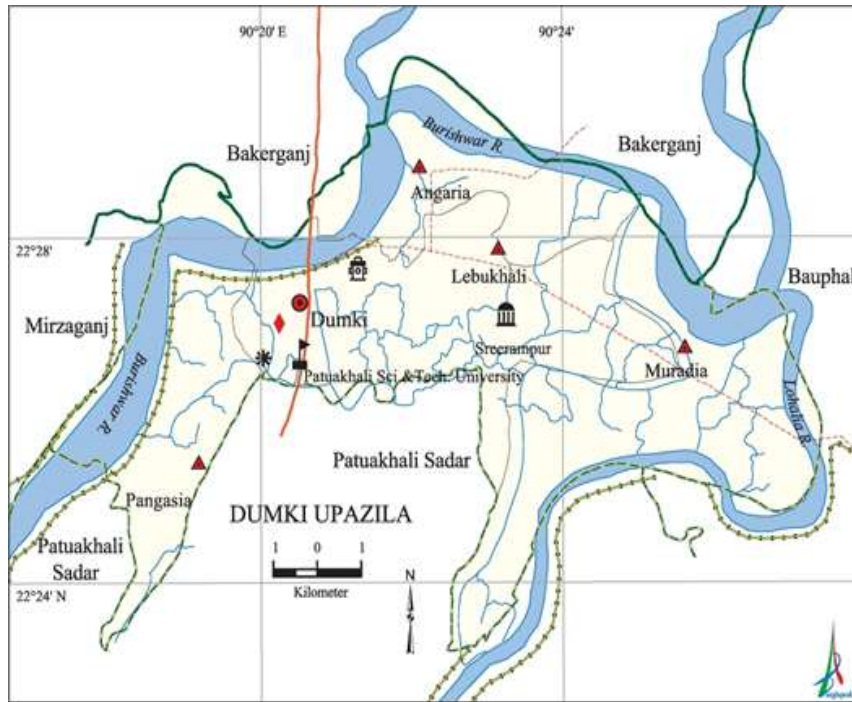 90°20' E
90°24'
Burishwar R.
Bakerganj
Bakerganj
Angaria
22°28'
Lebukhali
Bauphal
Mirzaganj
Dumki
Sreerampur
Burishwar R.
Patuakhali Sci & Tech. University
Muradia
Lohalia R.
Patuakhali Sadar
Pangasia
DUMKI UPAZILA
Patuakhali
Sadar
1 0 1
Kilometer
N
22°24' N